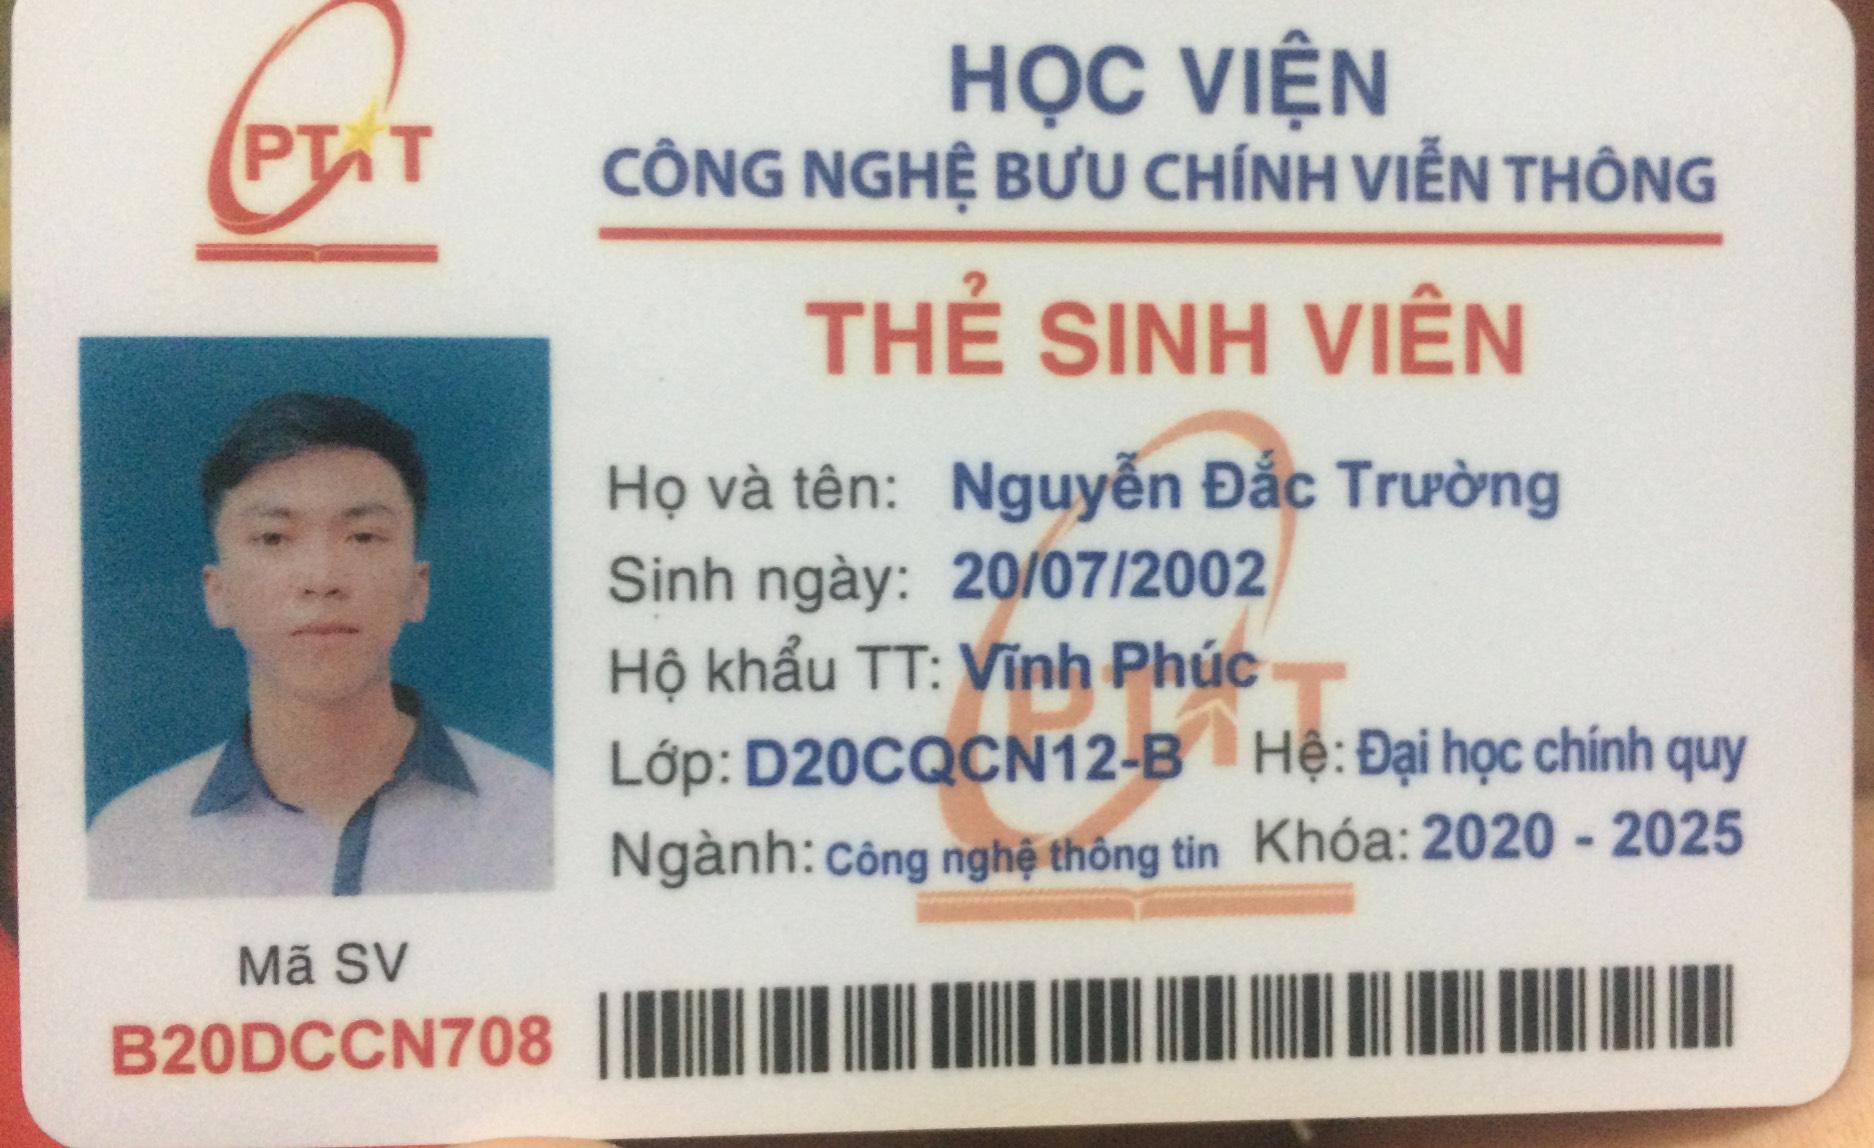 PTIT
HỌC VIỆN
CÔNG NGHỆ BƯU CHÍNH VIỄN THÔNG
THẺ SINH VIÊN
Họ và tên: Nguyễn Đắc Trường
Sinh ngày: 20/07/2002
Hộ khẩu TT: Vĩnh Phúc
PTIT
Lớp: D20CQCN12-B Hệ: Đại học chính quy
Ngành: Công nghệ thông tin Khóa: 2020 - 2025
Mã SV
B20DCCN708